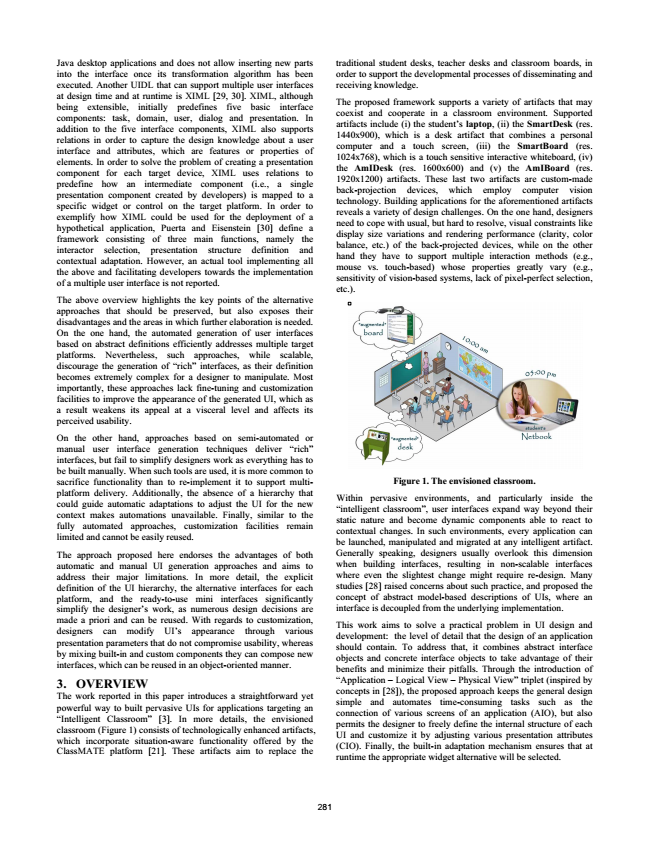 Java desktop applications and does not allow inserting new parts
into the interface once its transformation algorithm has been
executed. Another UIDL that can support multiple user interfaces
at design time and at runtime is XIML [29, 30]. XIML, although
being extensible, initially predefines five basic interface
components: task, domain, user, dialog and presentation. In
addition to the five interface components, XIML also supports
relations in order to capture the design knowledge about a user
interface and attributes, which are features or properties of
elements. In order to solve the problem of creating a presentation
component for each target device, XIML uses relations to
predefine how an intermediate component (i.e., a single
presentation component created by developers) is mapped to a
specific widget or control on the target platform. In order to
exemplify how XIML could be used for the deployment of a
hypothetical application, Puerta and Eisenstein [30] define a
framework consisting of three main functions, namely the
interactor selection, presentation structure definition and
contextual adaptation. However, an actual tool implementing all
the above and facilitating developers towards the implementation
of a multiple user interface is not reported.
The above overview highlights the key points of the alternative
approaches that should be preserved, but also exposes their
disadvantages and the areas in which further elaboration is needed.
On the one hand, the automated generation of user interfaces
based on abstract definitions efficiently addresses multiple target
platforms. Nevertheless, such approaches, while scalable,
discourage the generation of “rich” interfaces, as their definition
becomes extremely complex for a designer to manipulate. Most
importantly, these approaches lack fine-tuning and customization
facilities to improve the appearance of the generated UI, which as
a result weakens its appeal at a visceral level and affects its
perceived usability.
On the other hand, approaches based on semi-automated or
manual user interface generation techniques deliver “rich”
interfaces, but fail to simplify designers work as everything has to
be built manually. When such tools are used, it is more common to
sacrifice functionality than to re-implement it to support multi-
platform delivery. Additionally, the absence of a hierarchy that
could guide automatic adaptations to adjust the UI for the new
context makes automations unavailable. Finally, similar to the
fully automated approaches, customization facilities remain
limited and cannot be easily reused.
The approach proposed here endorses the advantages of both
automatic and manual UI generation approaches and aims to
address their major limitations. In more detail, the explicit
definition of the UI hierarchy, the alternative interfaces for each
platform, and the ready-to-use mini interfaces significantly
simplify the designer’s work, as numerous design decisions are
made a priori and can be reused. With regards to customization,
designers can modify UI’s appearance through various
presentation parameters that do not compromise usability, whereas
by mixing built-in and custom components they can compose new
interfaces, which can be reused in an object-oriented manner.
3. OVERVIEW
The work reported in this paper introduces a straightforward yet
powerful way to built pervasive UIs for applications targeting an
“Intelligent Classroom” [3]. In more details, the envisioned
classroom (Figure 1) consists of technologically enhanced artifacts,
which incorporate situation-aware functionality offered by the
ClassMATE platform [21]. These artifacts aim to replace the
traditional student desks, teacher desks and classroom boards, in
order to support the developmental processes of disseminating and
receiving knowledge.
The proposed framework supports a variety of artifacts that may
coexist and cooperate in a classroom environment. Supported
artifacts include (i) the student’s laptop, (ii) the SmartDesk (res.
1440x900), which is a desk artifact that combines a personal
computer and a touch screen, (iii) the SmartBoard (res.
1024x768), which is a touch sensitive interactive whiteboard, (iv)
the AmIDesk (res. 1600x600) and (v) the AmIBoard (res.
1920x1200) artifacts. These last two artifacts are custom-made
back-projection devices, which employ computer vision
technology. Building applications for the aforementioned artifacts
reveals a variety of design challenges. On the one hand, designers
need to cope with usual, but hard to resolve, visual constraints like
display size variations and rendering performance (clarity, color
balance, etc.) of the back-projected devices, while on the other
hand they have to support multiple interaction methods (e.g.,
mouse vs. touch-based) whose properties greatly vary (e.g.,
sensitivity of vision-based systems, lack of pixel-perfect selection,
etc.).
"augmented"
board
10:00 am
05:00 pm
"augmented"
desk
student's
Netbook
Figure 1. The envisioned classroom.
Within pervasive environments, and particularly inside the
“intelligent classroom”, user interfaces expand way beyond their
static nature and become dynamic components able to react to
contextual changes. In such environments, every application can
be launched, manipulated and migrated at any intelligent artifact.
Generally speaking, designers usually overlook this dimension
when building interfaces, resulting in non-scalable interfaces
where even the slightest change might require re-design. Many
studies [28] raised concerns about such practice, and proposed the
concept of abstract model-based descriptions of UIs, where an
interface is decoupled from the underlying implementation.
This work aims to solve a practical problem in UI design and
development: the level of detail that the design of an application
should contain. To address that, it combines abstract interface
objects and concrete interface objects to take advantage of their
benefits and minimize their pitfalls. Through the introduction of
“Application – Logical View – Physical View” triplet (inspired by
concepts in [28]), the proposed approach keeps the general design
simple and automates time-consuming tasks such as the
connection of various screens of an application (AIO), but also
permits the designer to freely define the internal structure of each
UI and customize it by adjusting various presentation attributes
(CIO). Finally, the built-in adaptation mechanism ensures that at
runtime the appropriate widget alternative will be selected.
281